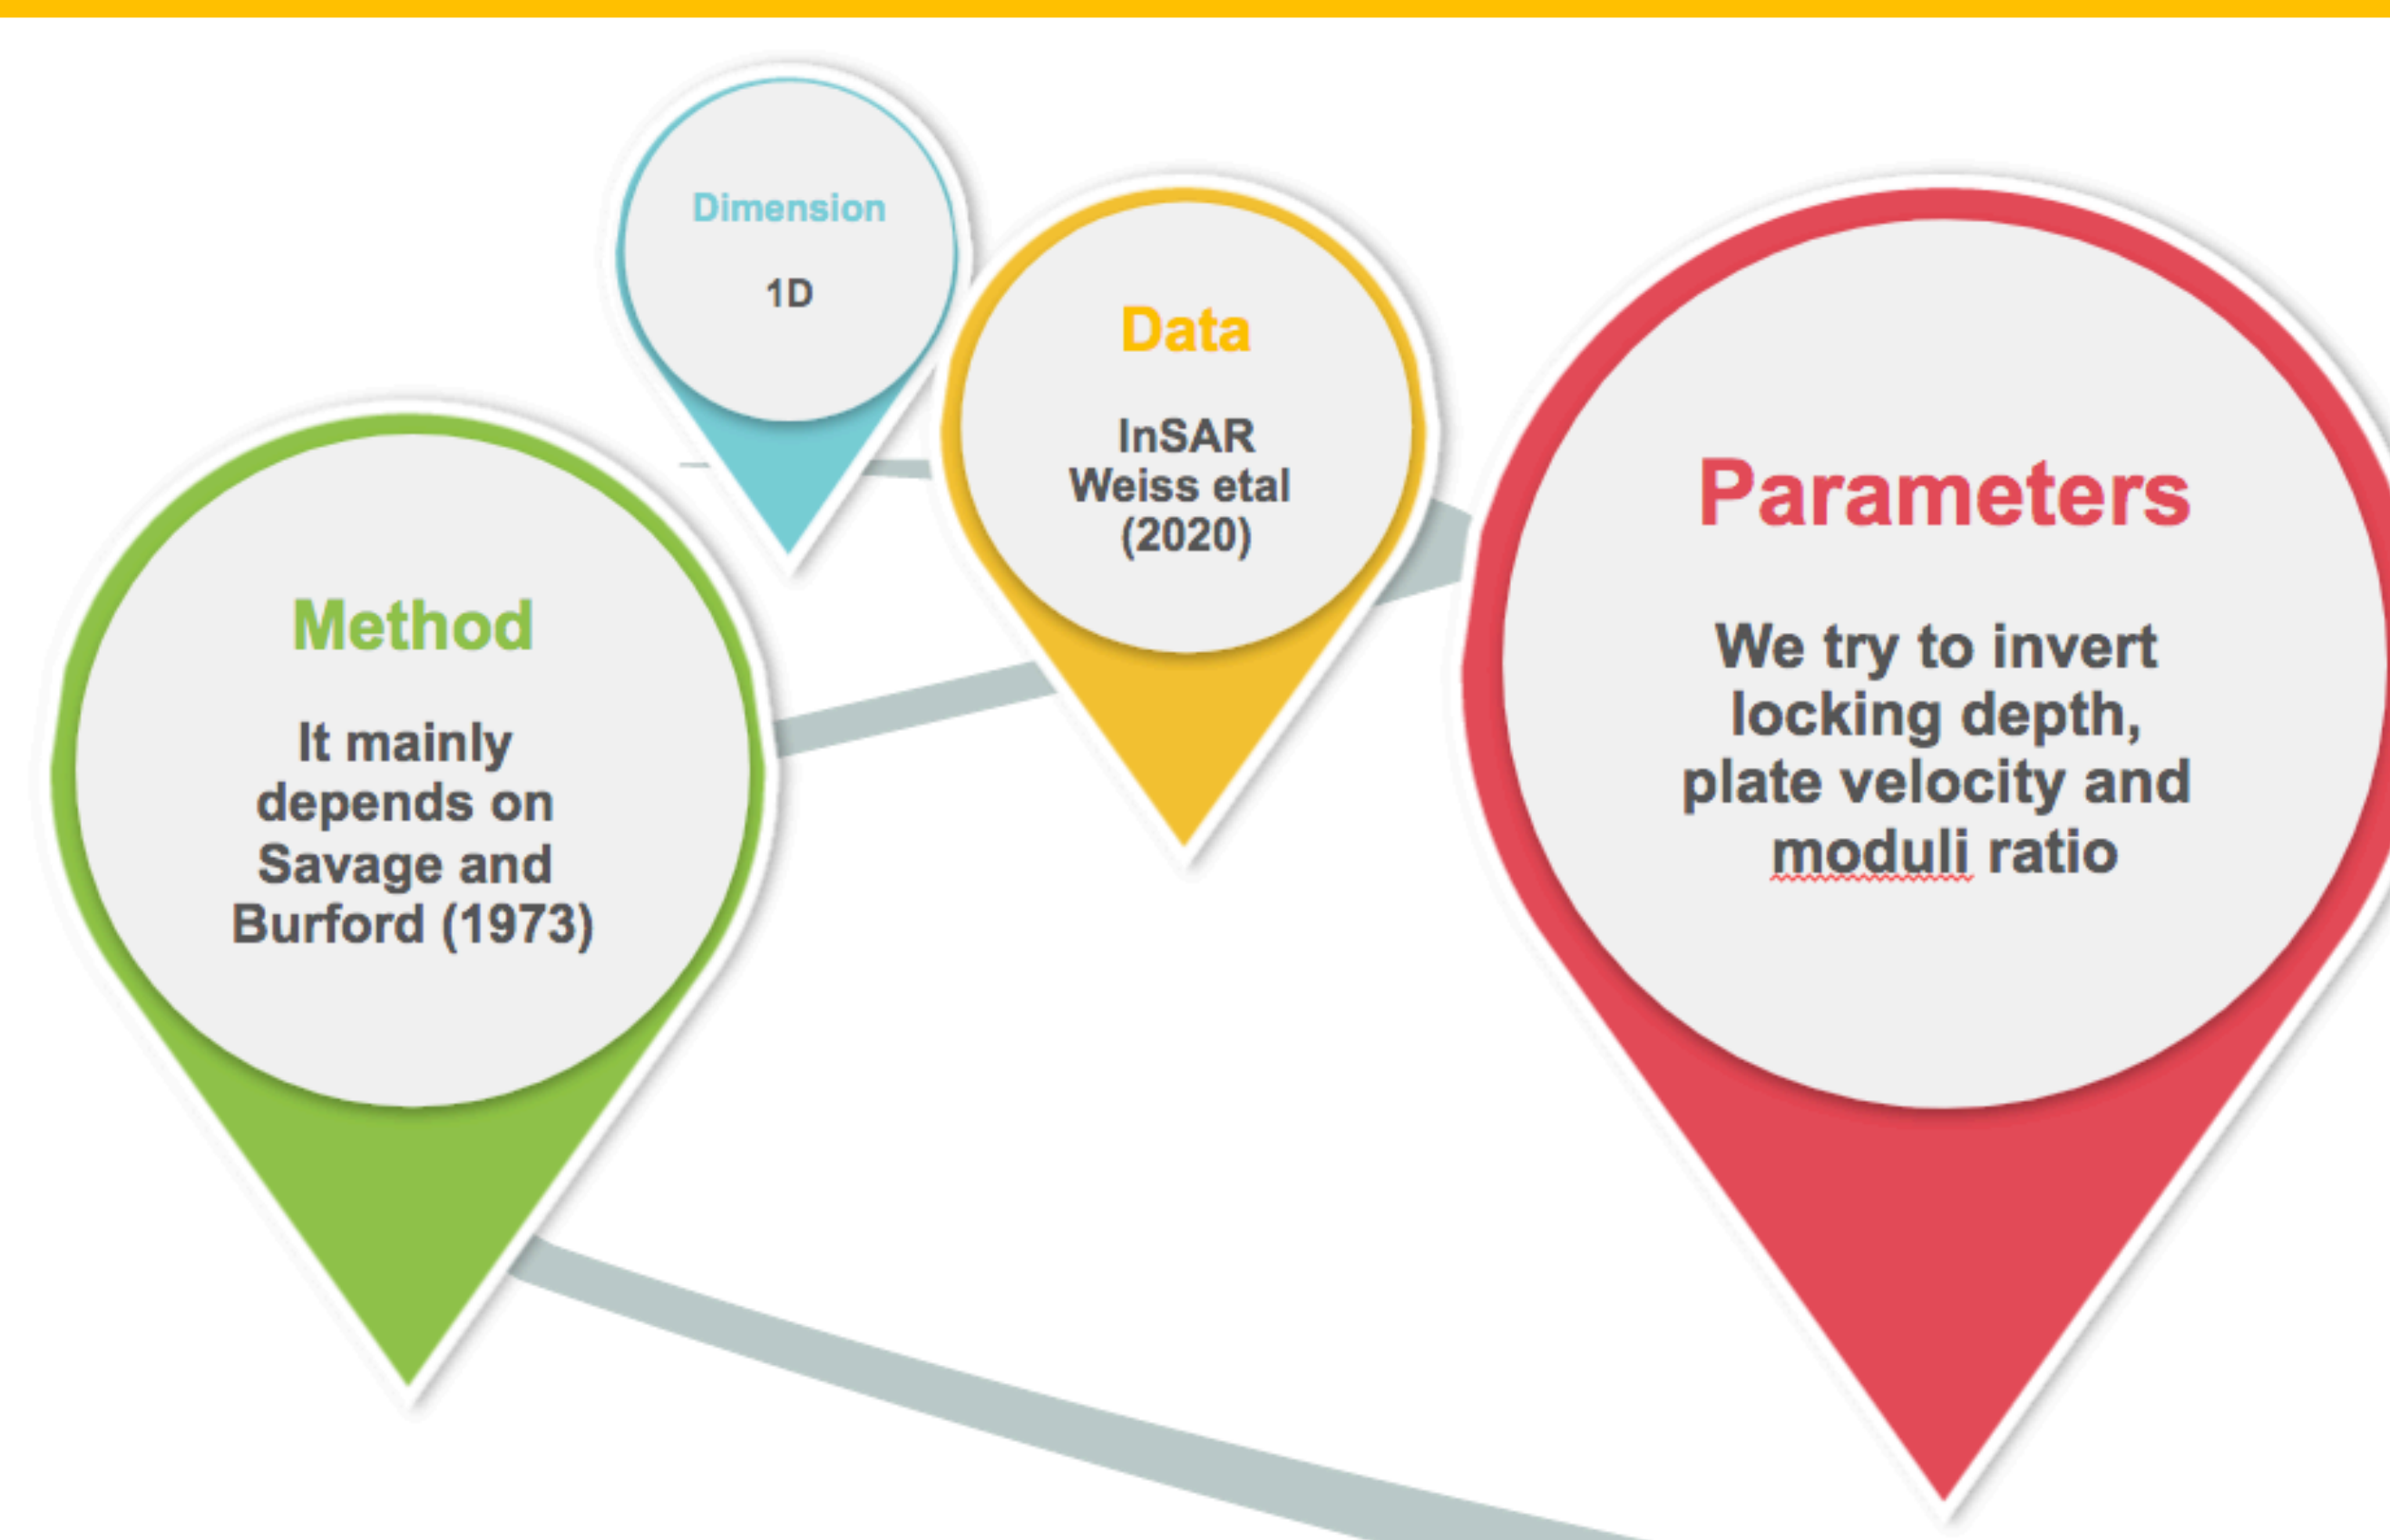 Dimension
1D
Data
InSAR
Weiss etal
(2020)
Method
It mainly
depends on
Savage and
Burford (1973)
Parameters
We try to invert
locking depth,
plate velocity and
moduli ratio